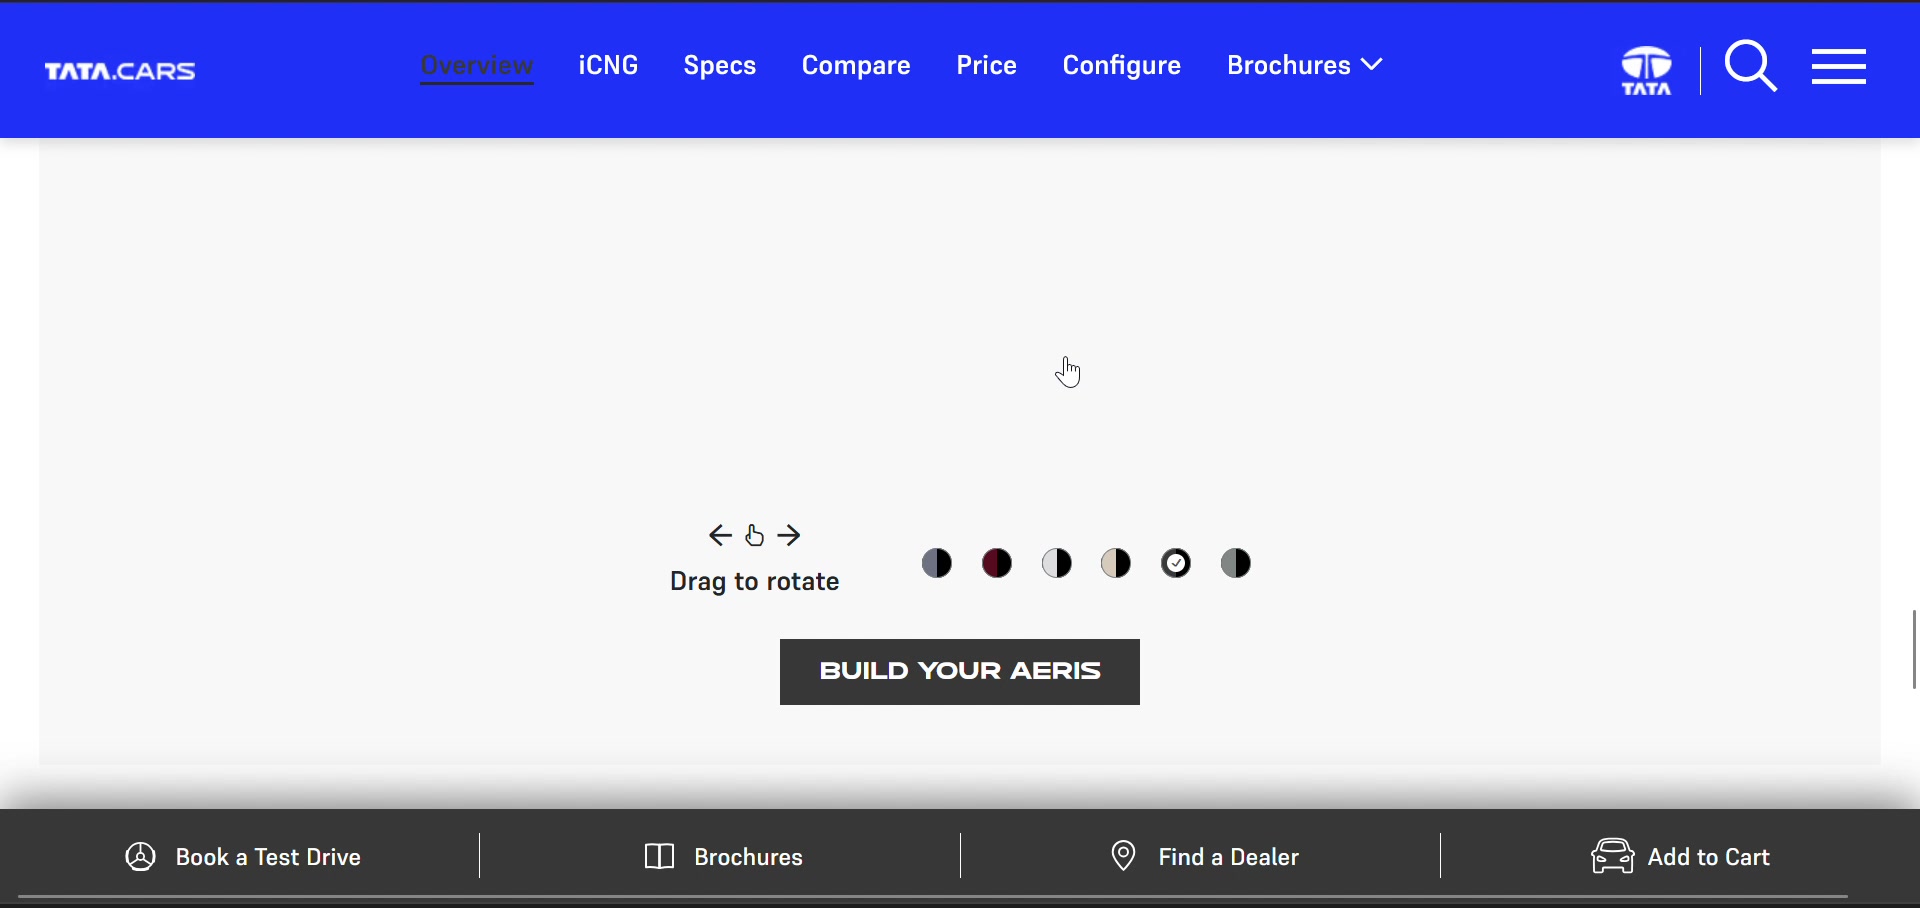 TATA.CARS
Overview iCNG Specs Compare Price Configure Brochures
TATA
Drag to rotate
BUILD YOUR AERIS
Book a Test Drive Brochures Find a Dealer Add to Cart